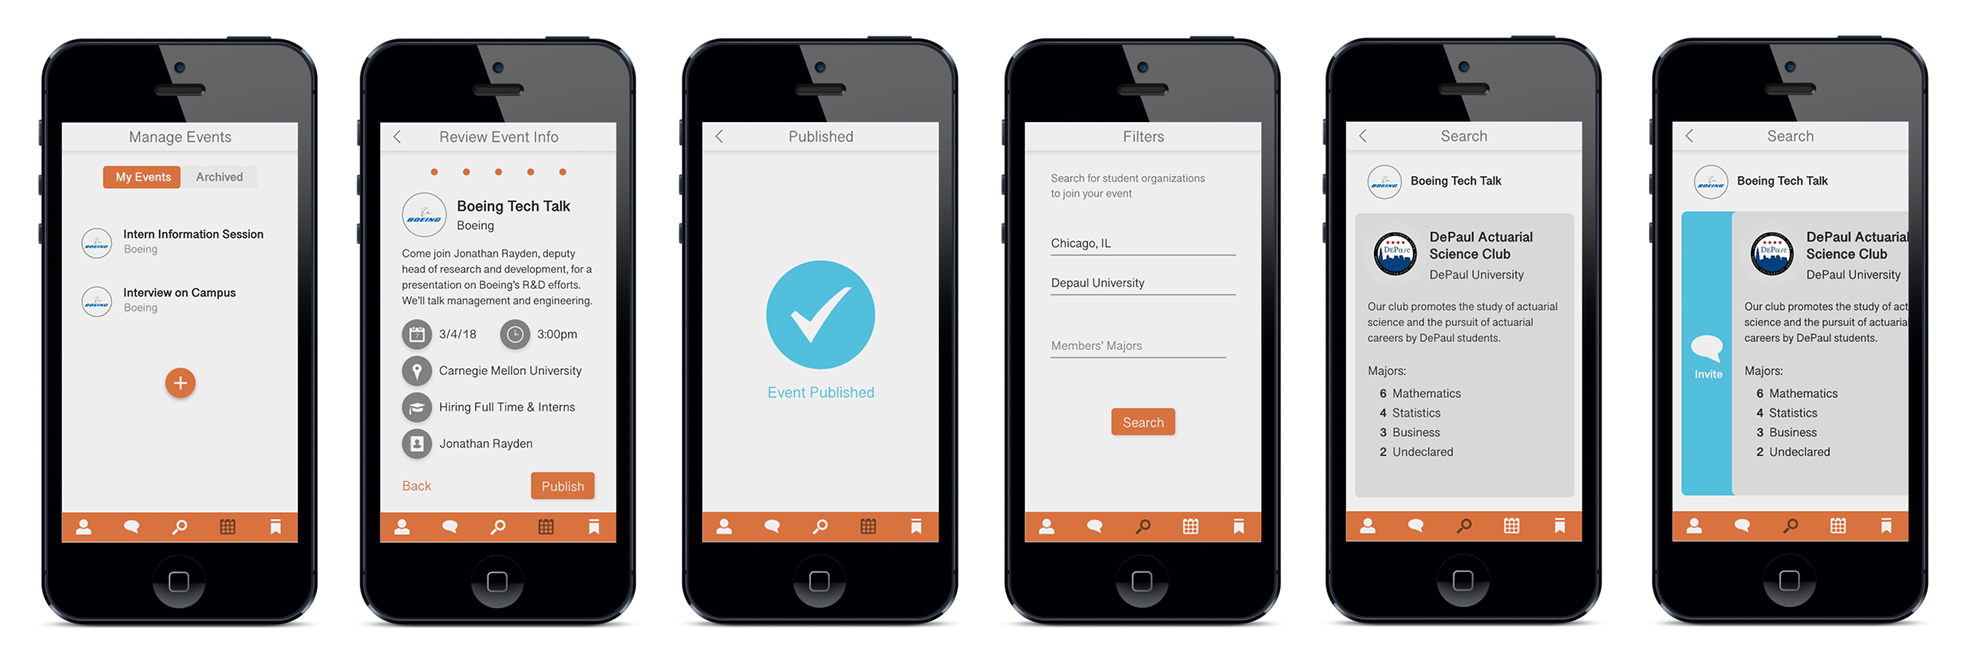 Manage Events
My Events
Archived
BOEING
Intern Information Session
Boeing
BOEING
Interview on Campus
Boeing
+
Review Event Info
BOEING
Boeing Tech Talk
Boeing
Come join Jonathan Rayden, deputy
head of research and development, for a
presentation on Boeing's R&D efforts.
We'll talk management and engineering.
3/4/18
3:00pm
Carnegie Mellon University
Hiring Full Time & Interns
Jonathan Rayden
Back
Publish
Published
Event Published
Filters
Search for student organizations
to join your event
Chicago, IL
Depaul University
Members' Majors
Search
Search
BOEING
Boeing Tech Talk
DePaul Actuarial
Science Club
DePaul University
Our club promotes the study of actuarial
science and the pursuit of actuarial
careers by DePaul students.
Majors:
6 Mathematics
4 Statistics
3 Business
2 Undeclared
Search
BOEING
Boeing Tech Talk
Invite
DePaul Actuarial
Science Club
DePaul University
Our club promotes the study of act
science and the pursuit of actuaria
careers by DePaul students.
Majors:
6 Mathematics
4 Statistics
3 Business
2 Undeclared